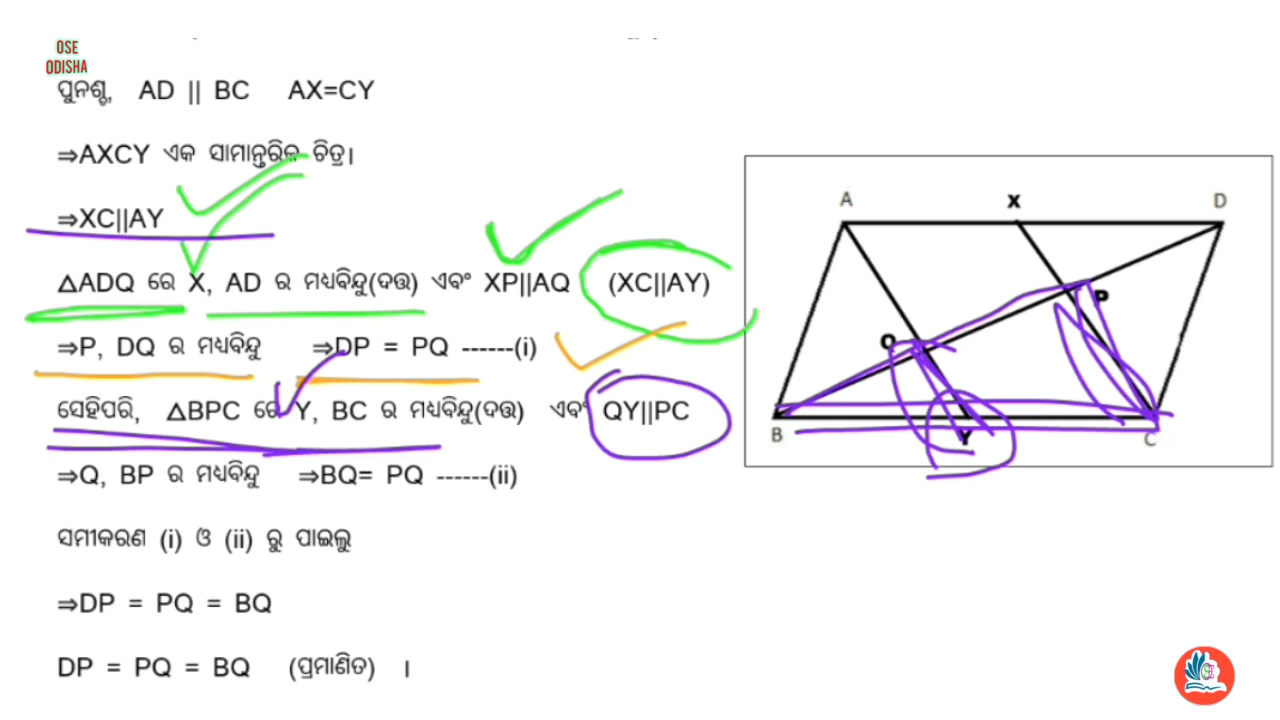 OSE
ODISHA
ପୁନଶ୍ଚ, AD || BC AX=CY
⇒AXCY ଏକ ସାମାନ୍ତରିକ ଚିତ୍ର।
⇒XC||AY
△ADQ ରେ X, AD ର ମଧ୍ୟବିନ୍ଦୁ(ଦତ୍ତ) ଏବଂ XP||AQ (XC||AY)
⇒P, DQ ର ମଧ୍ୟବିନ୍ଦୁ ⇒DP = PQ ------(i)
ସେହିପରି, △BPC ରେ Y, BC ର ମଧ୍ୟବିନ୍ଦୁ(ଦତ୍ତ) ଏବଂ QY||PC
⇒Q, BP ର ମଧ୍ୟବିନ୍ଦୁ ⇒BQ= PQ ------(ii)
ସମୀକରଣ (i) ଓ (ii) ରୁ ପାଇଲୁ
⇒DP = PQ = BQ
DP = PQ = BQ (ପ୍ରମାଣିତ) ।
A X D
P
Q
B Y C